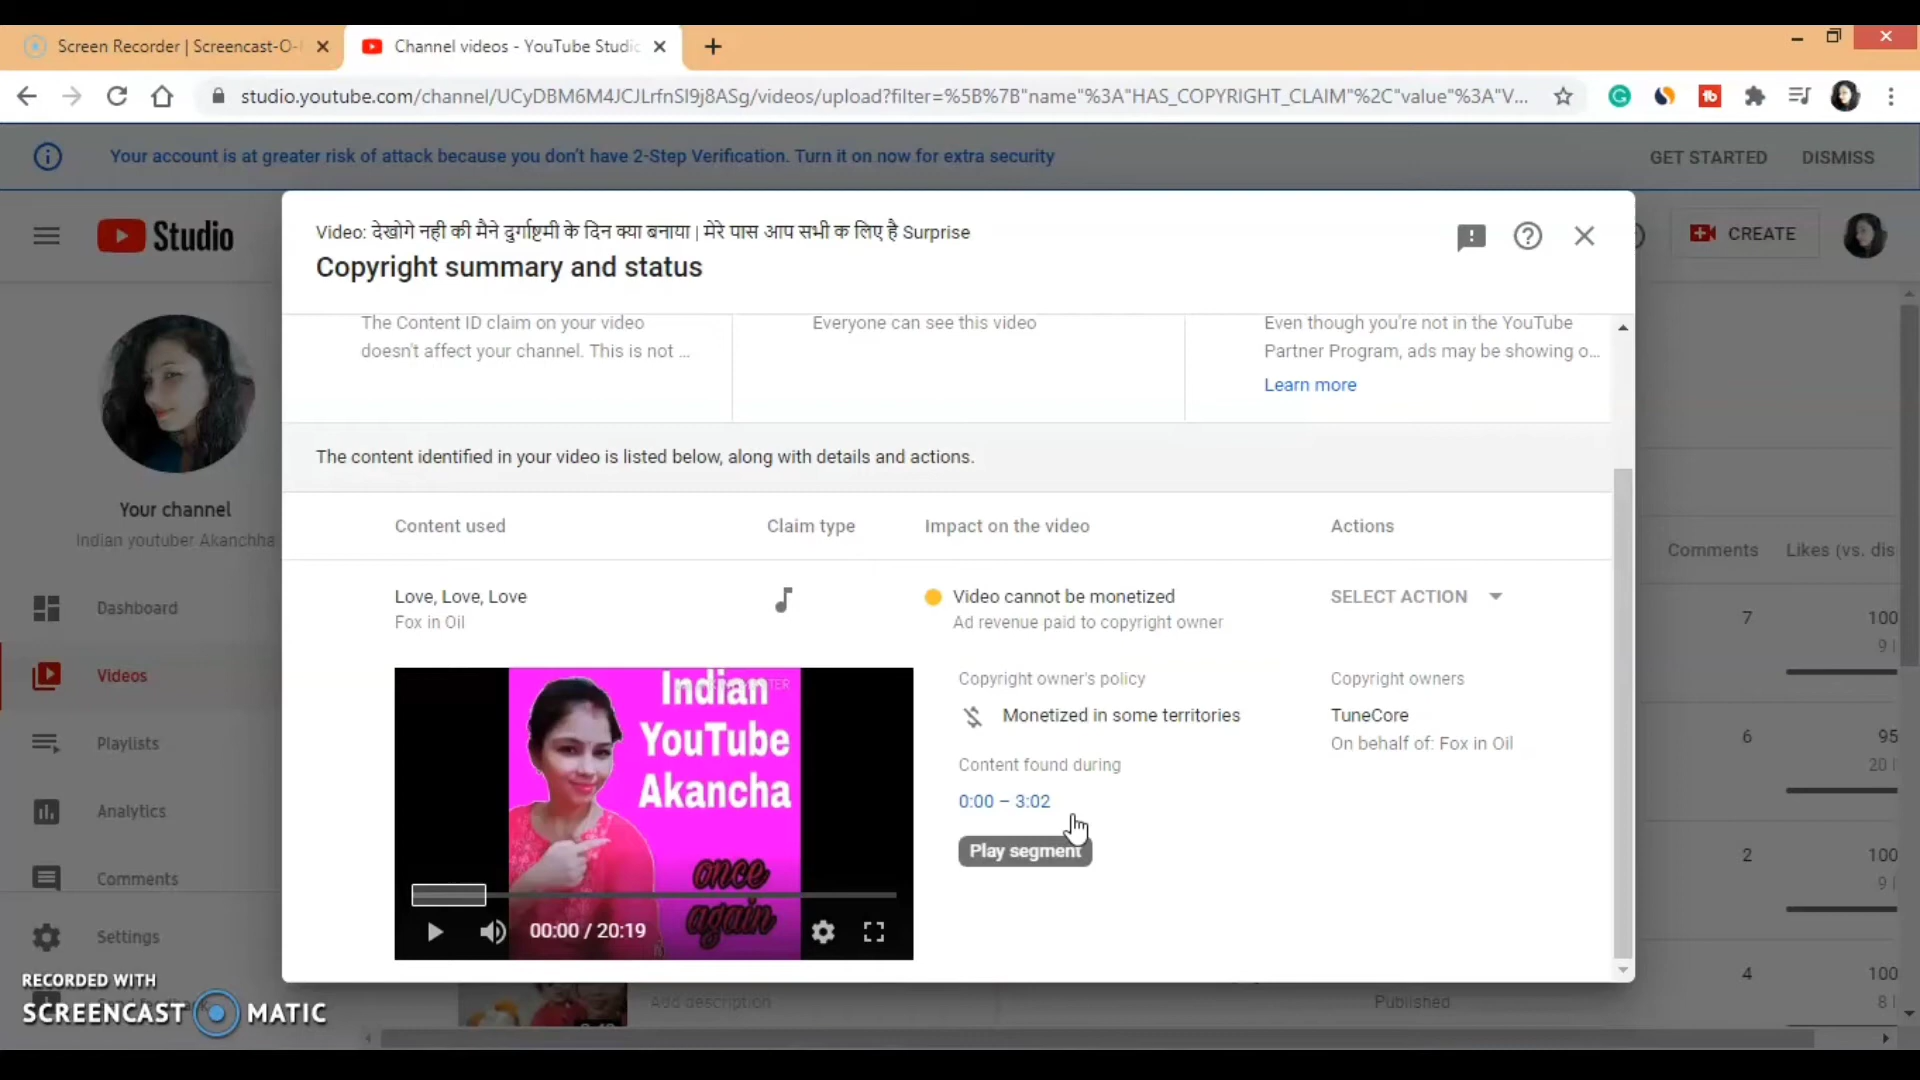 Screen Recorder | Screencast-O-
Channel videos - YouTube Studio
studio.youtube.com/channel/UCyDBM6M4JCJLrfnSI9j8ASg/videos/upload?filter=%5B%7B"name"%3A"HAS_COPYRIGHT_CLAIM"%2C"value"%3A"V...
Your account is at greater risk of attack because you don't have 2-Step Verification. Turn it on now for extra security
GET STARTED
DISMISS
Studio
CREATE
Video: देखोगे नही की मैने दुर्गाष्टमी के दिन क्या बनाया | मेरे पास आप सभी क लिए है Surprise
Copyright summary and status
The Content ID claim on your video
doesn't affect your channel. This is not ...
Everyone can see this video
Even though you're not in the YouTube
Partner Program, ads may be showing o...
Learn more
The content identified in your video is listed below, along with details and actions.
Your channel
Indian youtuber Akanchha
Dashboard
Videos
Playlists
Analytics
Comments
Settings
Content used
Claim type
Impact on the video
Actions
Love, Love, Love
Fox in Oil
Video cannot be monetized
Ad revenue paid to copyright owner
SELECT ACTION
Copyright owner's policy
Monetized in some territories
Content found during
0:00 – 3:02
Play segment
Copyright owners
TuneCore
On behalf of: Fox in Oil
Indian
YouTube
Akancha
once
again
00:00 / 20:19
Comments
Likes (vs. dis
7
100
9 l
6
95
20 l
2
100
9 l
4
100
8 l
Add description
Published
RECORDED WITH
SCREENCAST MATIC